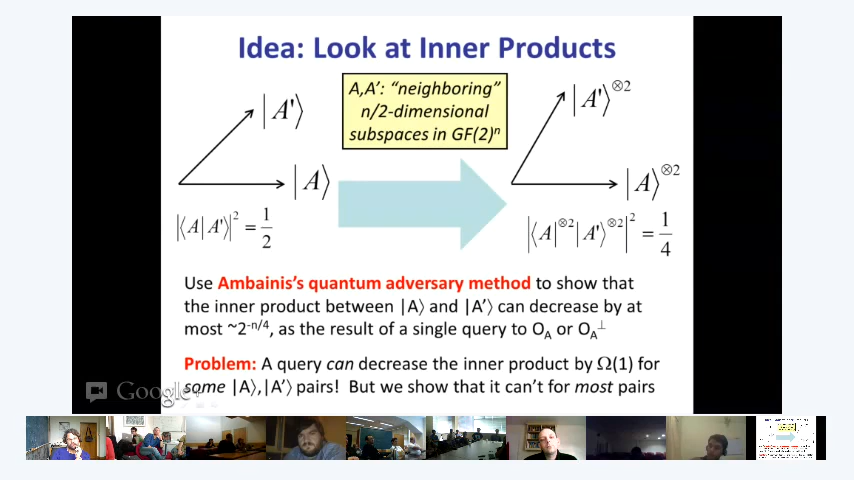 Idea: Look at Inner Products
A,A': "neighboring"
n/2-dimensional
subspaces in GF(2)ⁿ
|A'⟩
|A⟩
|⟨A|A'⟩|² = 1/2
|A'⟩⊗2
|A⟩⊗2
|⟨A|⊗2|A'⟩⊗2|² = 1/4
Use Ambainis's quantum adversary method to show that
the inner product between |A⟩ and |A'⟩ can decrease by at
most ~2^-n/4, as the result of a single query to O_A or O_A^⊥
Problem: A query can decrease the inner product by Ω(1) for
some |A⟩,|A'⟩ pairs! But we show that it can't for most pairs
Google+